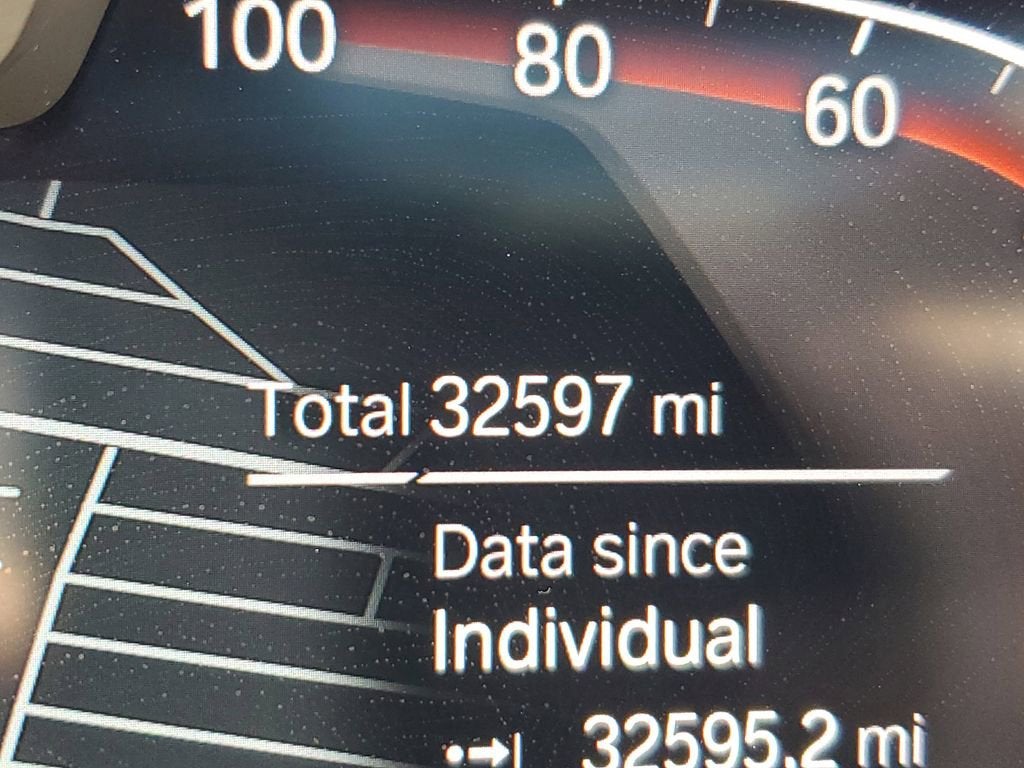 100 80 60
Total 32597 mi
Data since
Individual
32595.2 mi